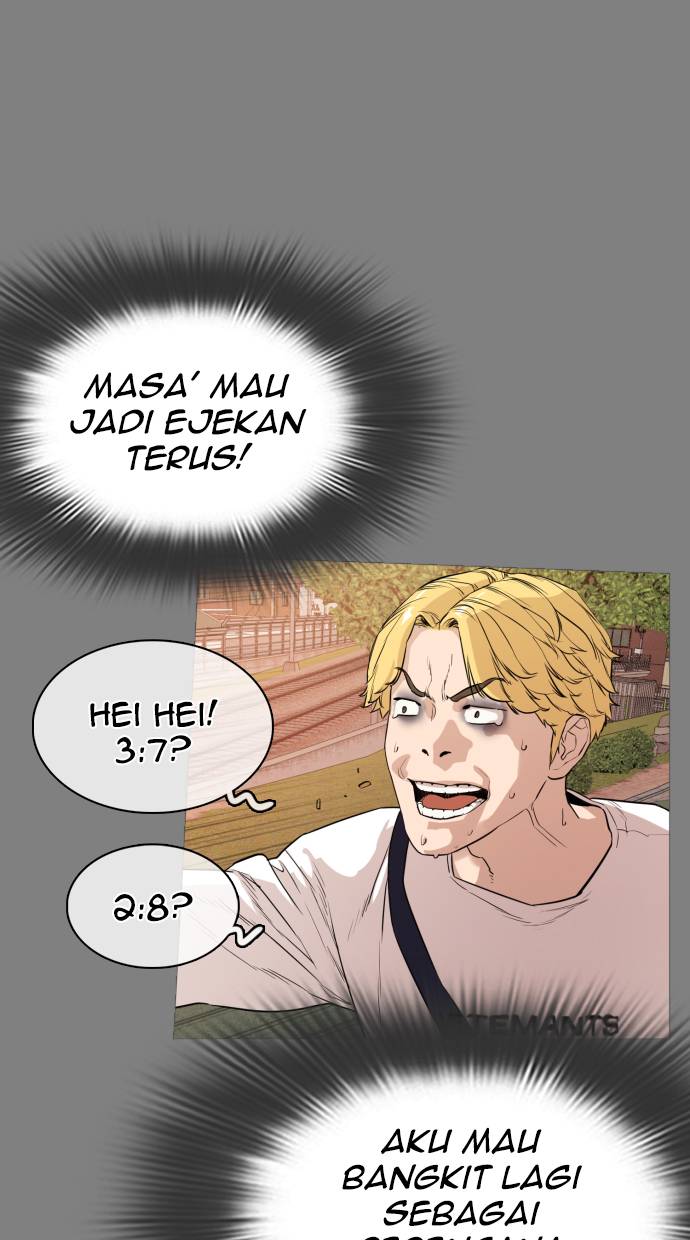 MASA' MAU
JADI EJEKAN
TERUS!
HEI HEI!
3:7?
2:8?
TEMANTS
AKU MAU
BANGKIT LAGI
SEBAGAI